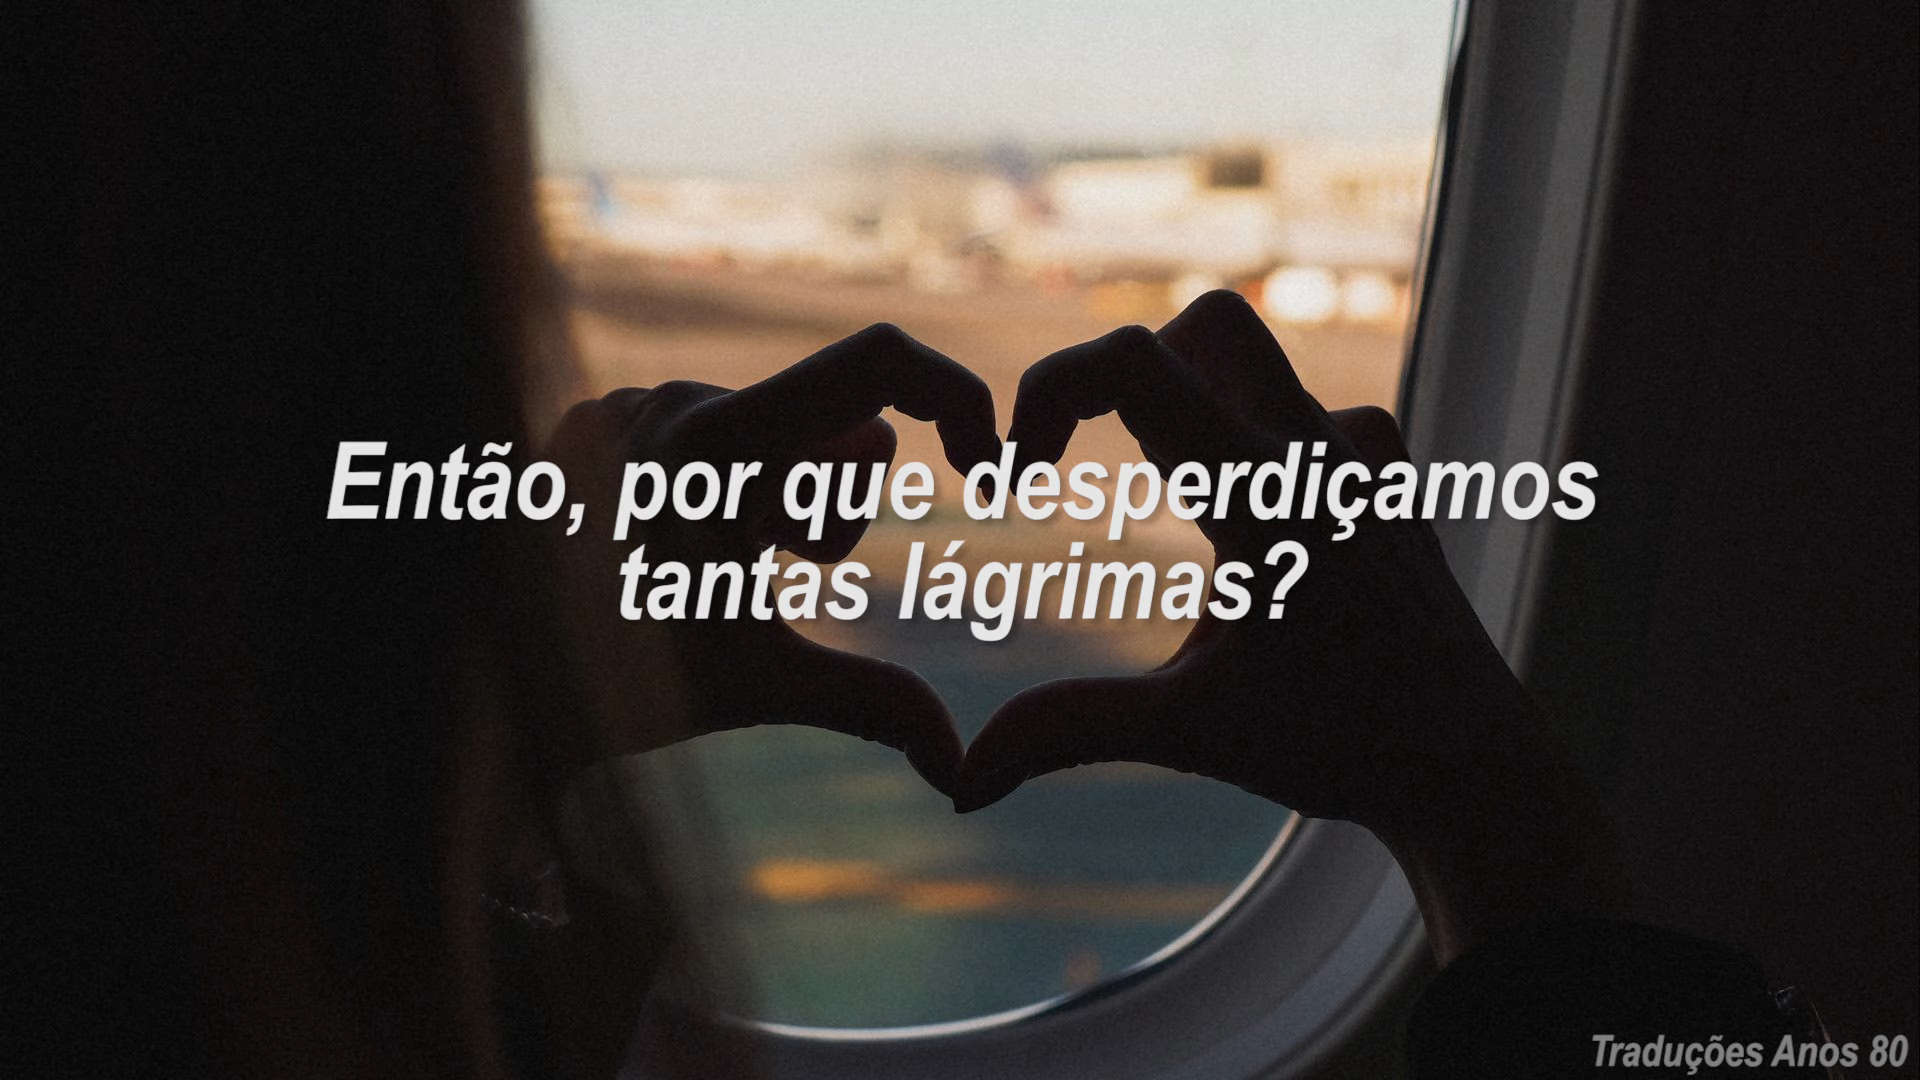 Então, por que desperdiçamos
tantas lágrimas?
Traduções Anos 80